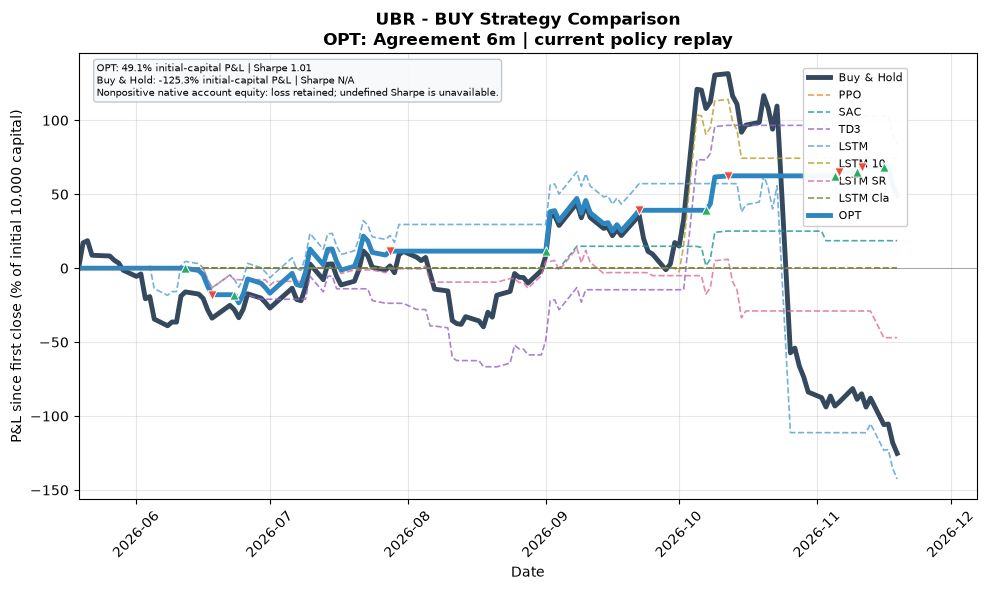 UBR - BUY Strategy Comparison
OPT: Agreement 6m | current policy replay
OPT: 49.1% initial-capital P&L | Sharpe 1.01
Buy & Hold: -125.3% initial-capital P&L | Sharpe N/A
Nonpositive native account equity: loss retained; undefined Sharpe is unavailable.
Buy & Hold
PPO
SAC
TD3
LSTM
LSTM 10
LSTM SR
LSTM Cla
OPT
P&L since first close (% of initial 10,000 capital)
100
50
0
−50
−100
−150
2026-06
2026-07
2026-08
2026-09
2026-10
2026-11
2026-12
Date